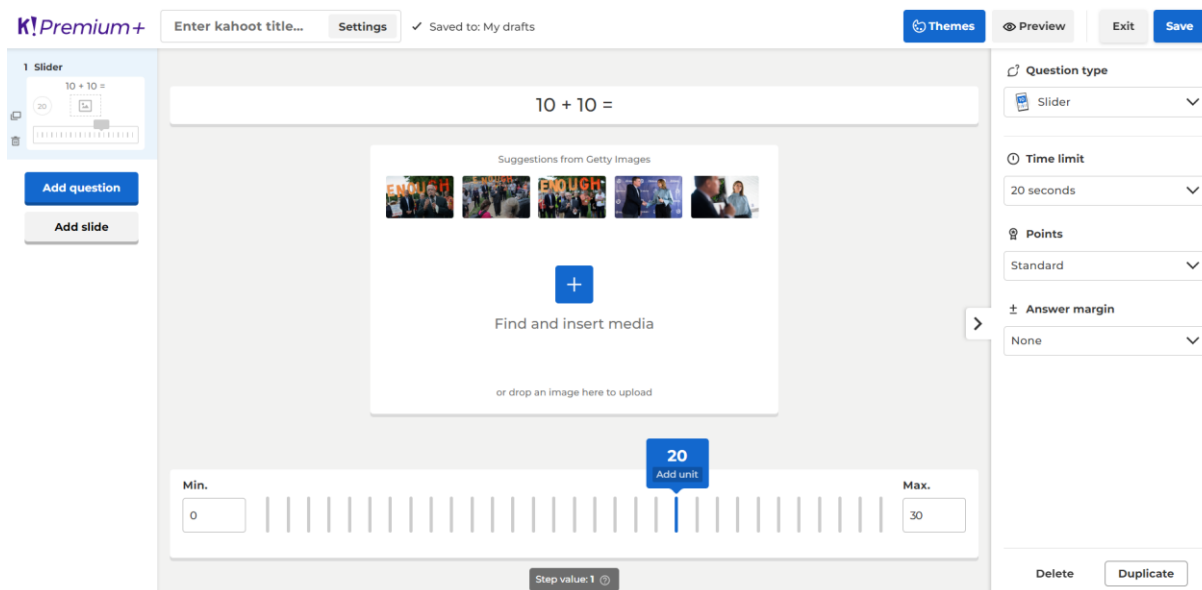 K! Premium+
Enter kahoot title...
Settings
Saved to: My drafts
Themes
Preview
Exit
Save
1 Slider
10 + 10 =
20
Add question
Add slide
10 + 10 =
Suggestions from Getty Images
ENOUGH
ENOUGH
ENOUGH
Find and insert media
or drop an image here to upload
20
Add unit
Min.
0
Max.
30
Step value: 1
Question type
Slider
Time limit
20 seconds
Points
Standard
Answer margin
None
Delete
Duplicate